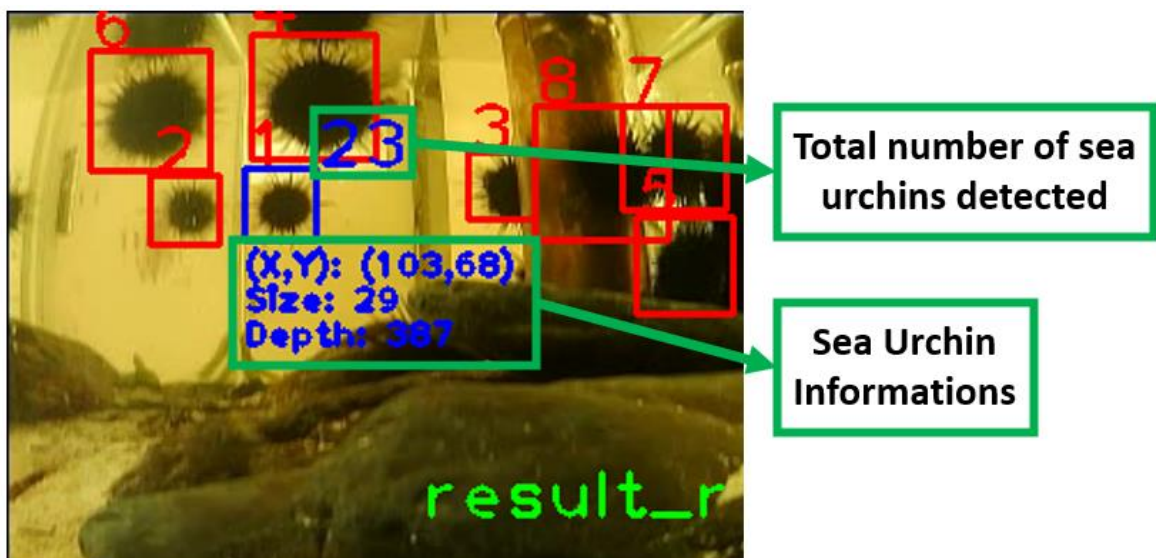 6
4
2
1
23
3
8
7
5
(X,Y): (103,68)
Size: 29
Depth: 387
result_r
Total number of sea
urchins detected
Sea Urchin
Informations